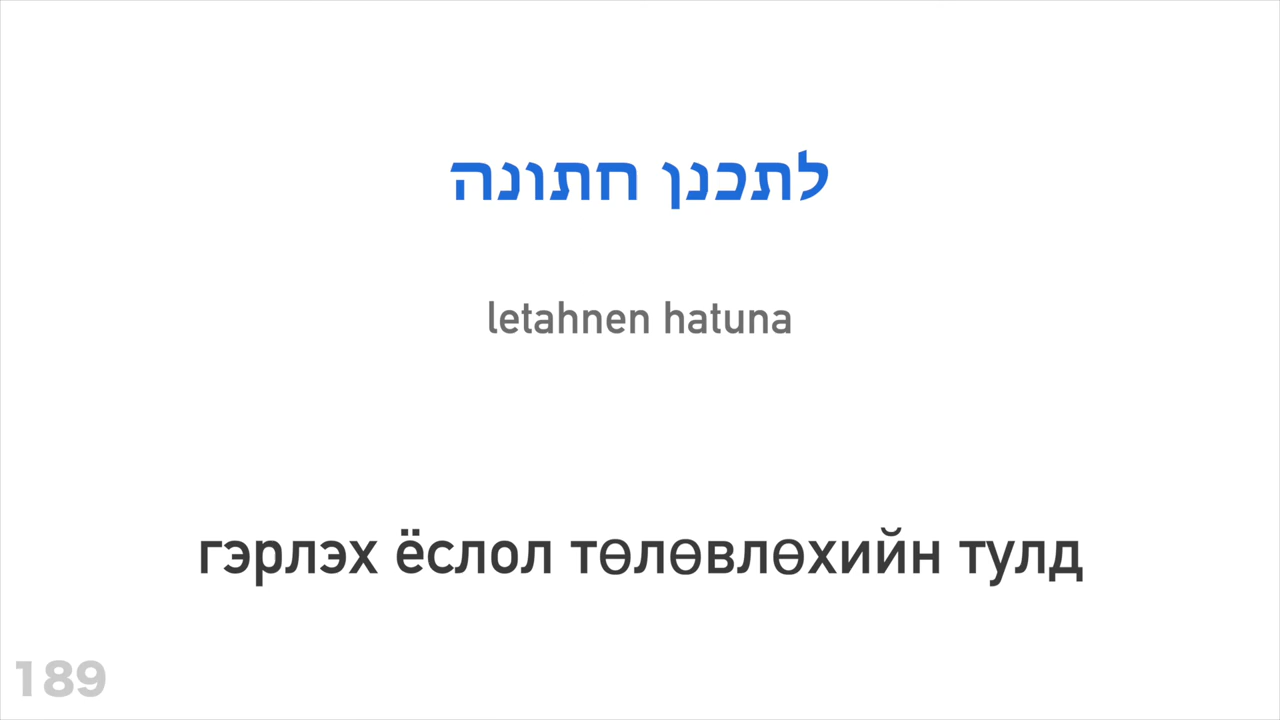 לתכנן חתונה
letahnen hatuna
гэрлэх ёслол төлөвлөхийн тулд
189